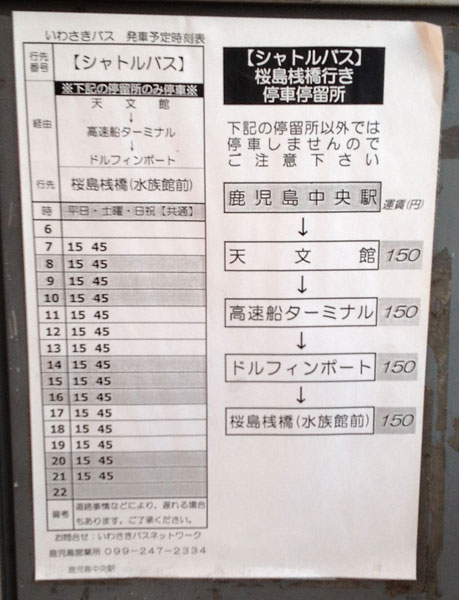 いわさきバス 発車予定時刻表
行先番号 【シャトルバス】
※下記の停留所のみ停車※
経由 天文館
↓
高速船ターミナル
↓
ドルフィンポート
行先 桜島桟橋(水族館前)
時 平日・土曜・日祝【共通】
6
7 15 45
8 15 45
9 15 45
10 15 45
11 15 45
12 15 45
13 15 45
14 15 45
15 15 45
16 15 45
17 15 45
18 15 45
19 15 45
20 15 45
21 15 45
22
備考 道路事情などにより、遅れる場合
もあります。ご了承ください。
お問合せ:いわさきバスネットワーク
鹿児島営業所 099-247-2334
鹿児島中央駅
【シャトルバス】
桜島桟橋行き
停車停留所
下記の停留所以外では
停車しませんので
ご注意下さい
鹿児島中央駅 運賃(円)
↓
天文館 150
↓
高速船ターミナル 150
↓
ドルフィンポート 150
↓
桜島桟橋(水族館前) 150